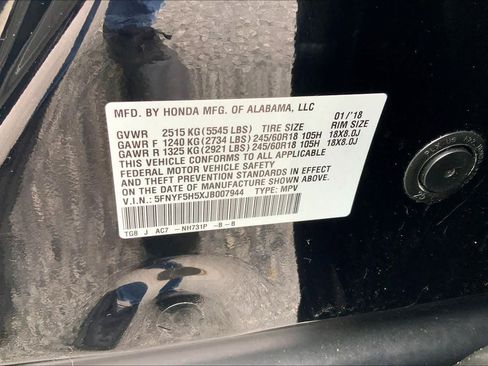 MFD. BY HONDA MFG. OF ALABAMA, LLC 01/'18
GVWR 2515 KG (5545 LBS) TIRE SIZE RIM SIZE
GAWR F 1240 KG (2734 LBS) 245/60R18 105H 18X8.0J
GAWR R 1325 KG (2921 LBS) 245/60R18 105H 18X8.0J
THIS VEHICLE CONFORMS TO ALL APPLICABLE
FEDERAL MOTOR VEHICLE SAFETY AND
THEFT PREVENTION STANDARDS IN EFFECT ON
THE DATE OF MANUFACTURE SHOWN ABOVE.
V.I.N.: 5FNYF5H5XJB007944 TYPE: MPV
TG8 J AC7 -NH731P -B-B